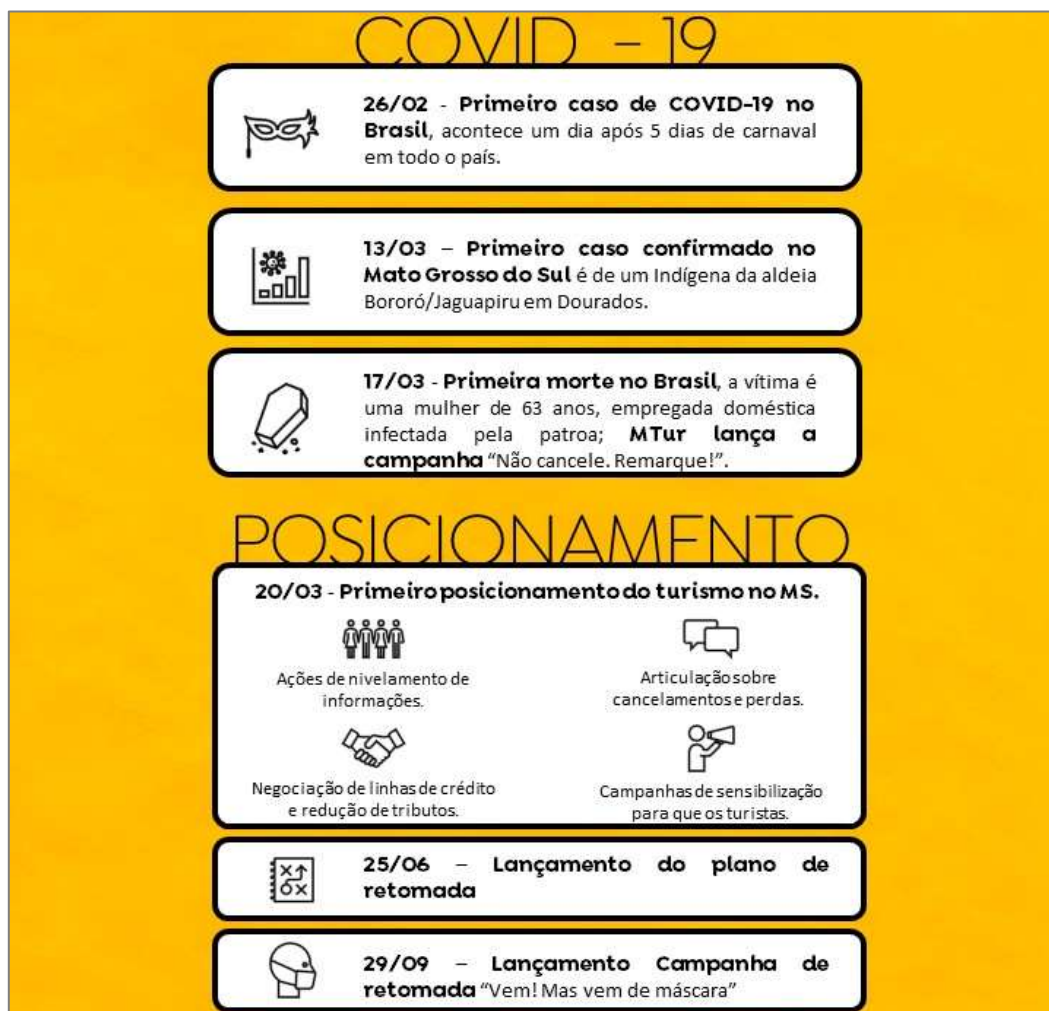 COVID - 19
26/02 - Primeiro caso de COVID-19 no
Brasil, acontece um dia após 5 dias de carnaval
em todo o país.
13/03 – Primeiro caso confirmado no
Mato Grosso do Sul é de um Indígena da aldeia
Bororó/Jaguapiru em Dourados.
17/03 - Primeira morte no Brasil, a vítima é
uma mulher de 63 anos, empregada doméstica
infectada pela patroa; MTur lança a
campanha “Não cancele. Remarque!”.
POSICIONAMENTO
20/03 - Primeiro posicionamento do turismo no MS.
Ações de nivelamento de
informações.
Articulação sobre
cancelamentos e perdas.
Negociação de linhas de crédito
e redução de tributos.
Campanhas de sensibilização
para que os turistas.
25/06 – Lançamento do plano de
retomada
29/09 – Lançamento Campanha de
retomada “Vem! Mas vem de máscara”